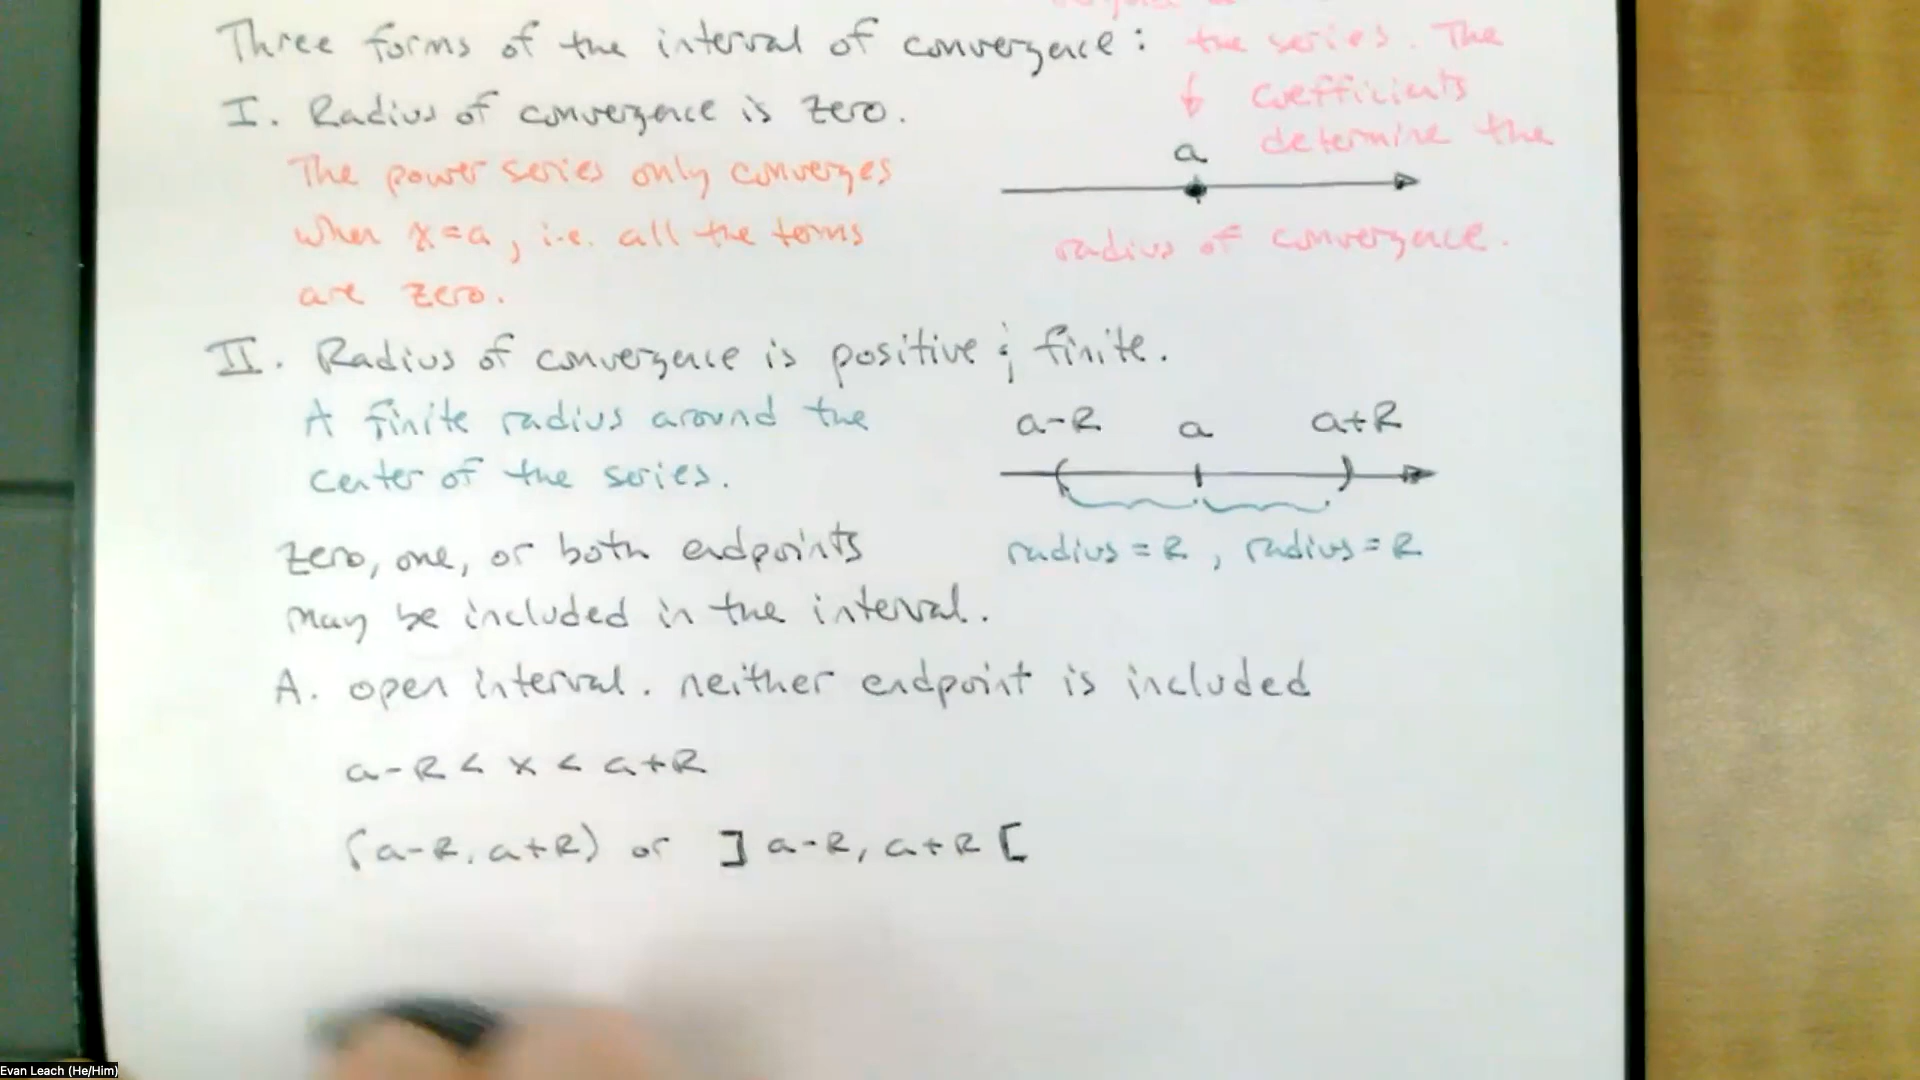 Three forms of the interval of convergence:
the series. The
I. Radius of convergence is zero.
coefficients
determine the
a
The power series only converges
when x=a, i.e. all the terms
are zero.
radius of convergence.
II. Radius of convergence is positive & finite.
A finite radius around the
center of the series.
a-R a a+R
radius = R, radius = R
zero, one, or both endpoints
may be included in the interval.
A. open interval. neither endpoint is included
a-R < x < a+R
(a-R, a+R) or ]a-R, a+R[
Evan Leach (He/Him)